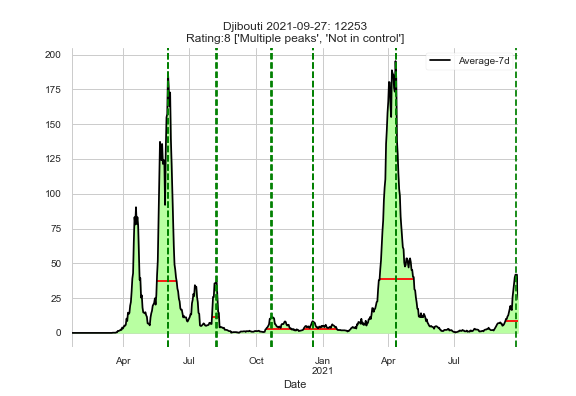 Djibouti 2021-09-27: 12253
Rating:8 ['Multiple peaks', 'Not in control']
200
175
150
125
100
75
50
25
0
Average-7d
Apr
Jul
Oct
Jan
2021
Apr
Jul
Date